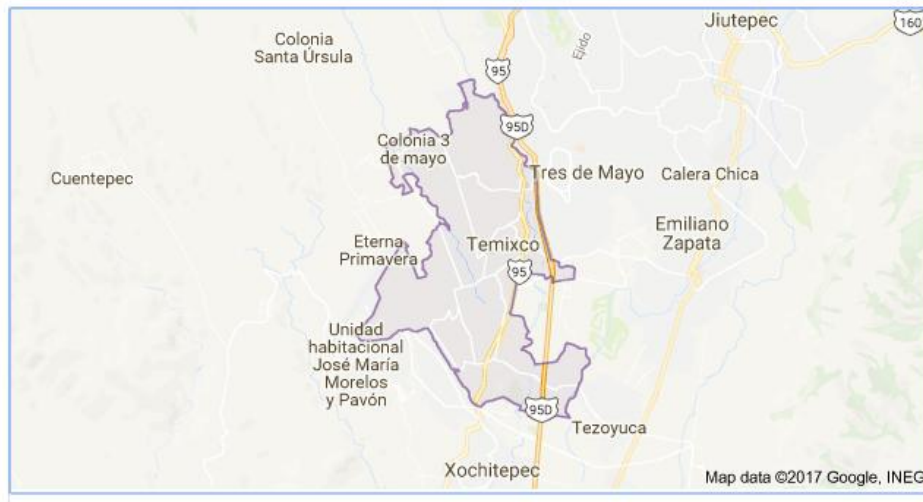 Jiutepec
160
Colonia
Santa Úrsula
Ejido
95
95D
Colonia 3
de mayo
Cuentepec
Tres de Mayo
Calera Chica
Emiliano
Zapata
Eterna
Primavera
Temixco
95
Unidad
habitacional
José María
Morelos
y Pavón
95D
Tezoyuca
Xochitepec
Map data ©2017 Google, INEG